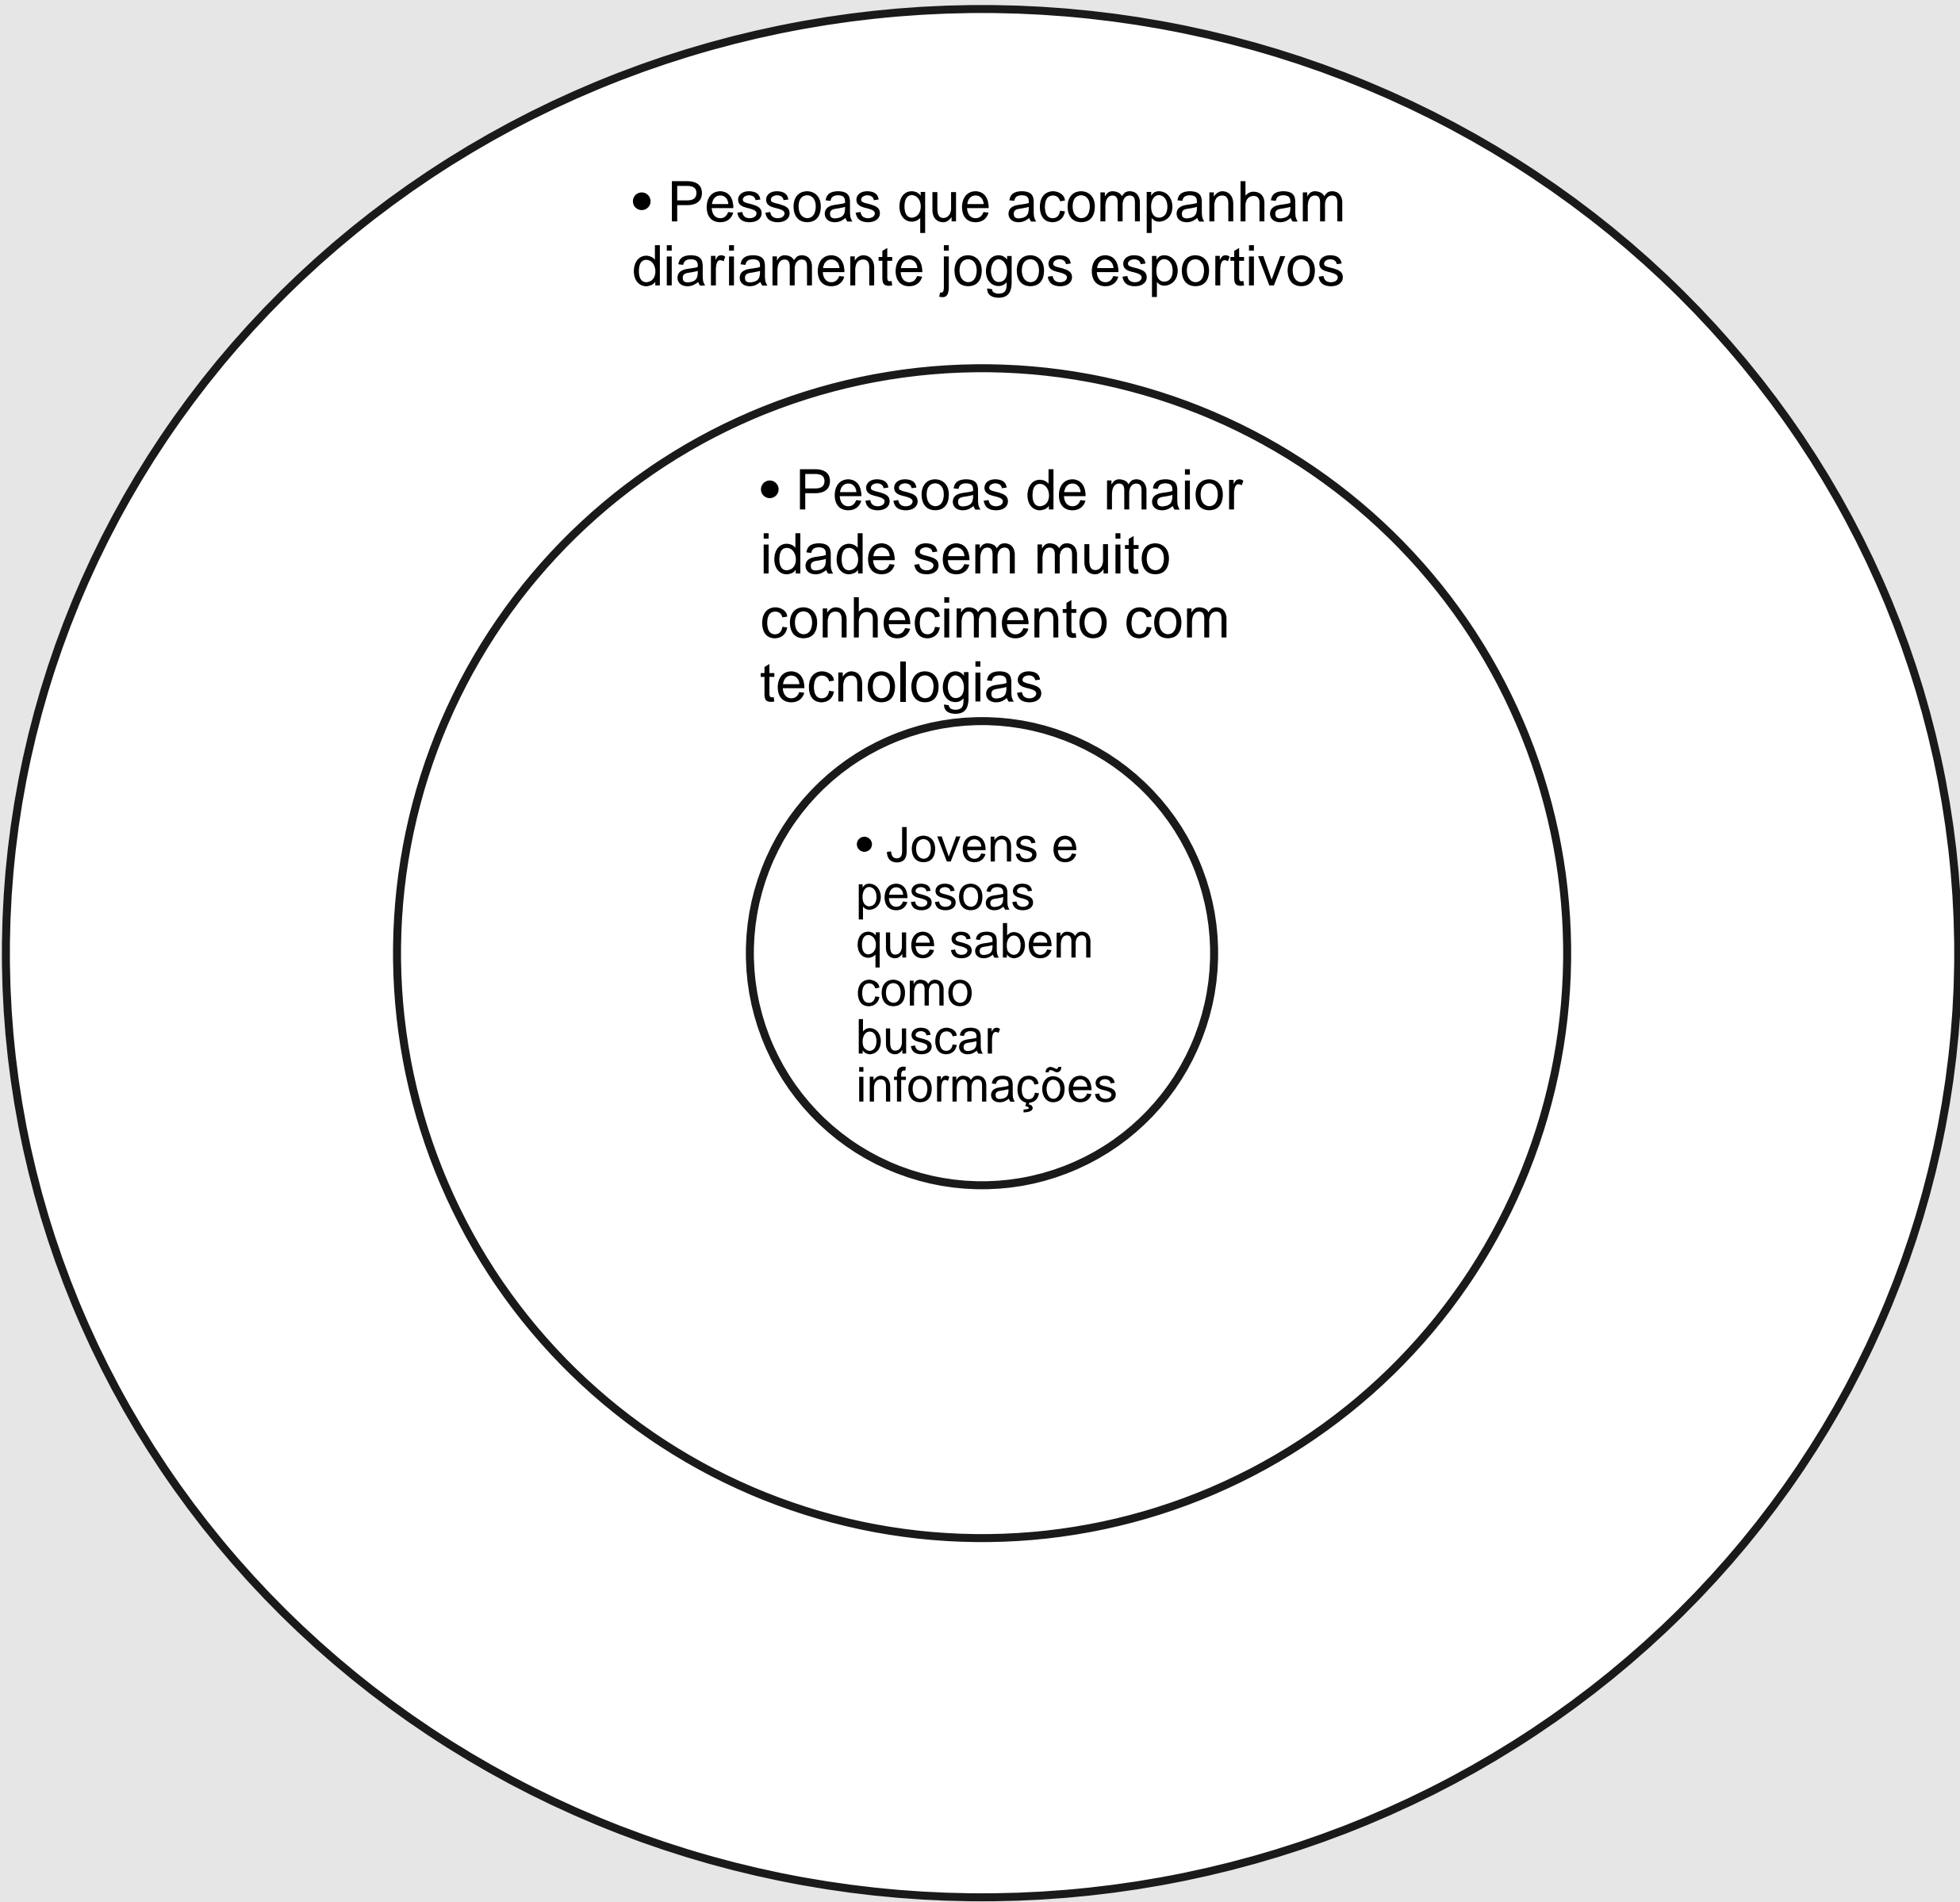 • Pessoas que acompanham
diariamente jogos esportivos
• Pessoas de maior
idade sem muito
conhecimento com
tecnologias
• Jovens e
pessoas
que sabem
como
buscar
informações